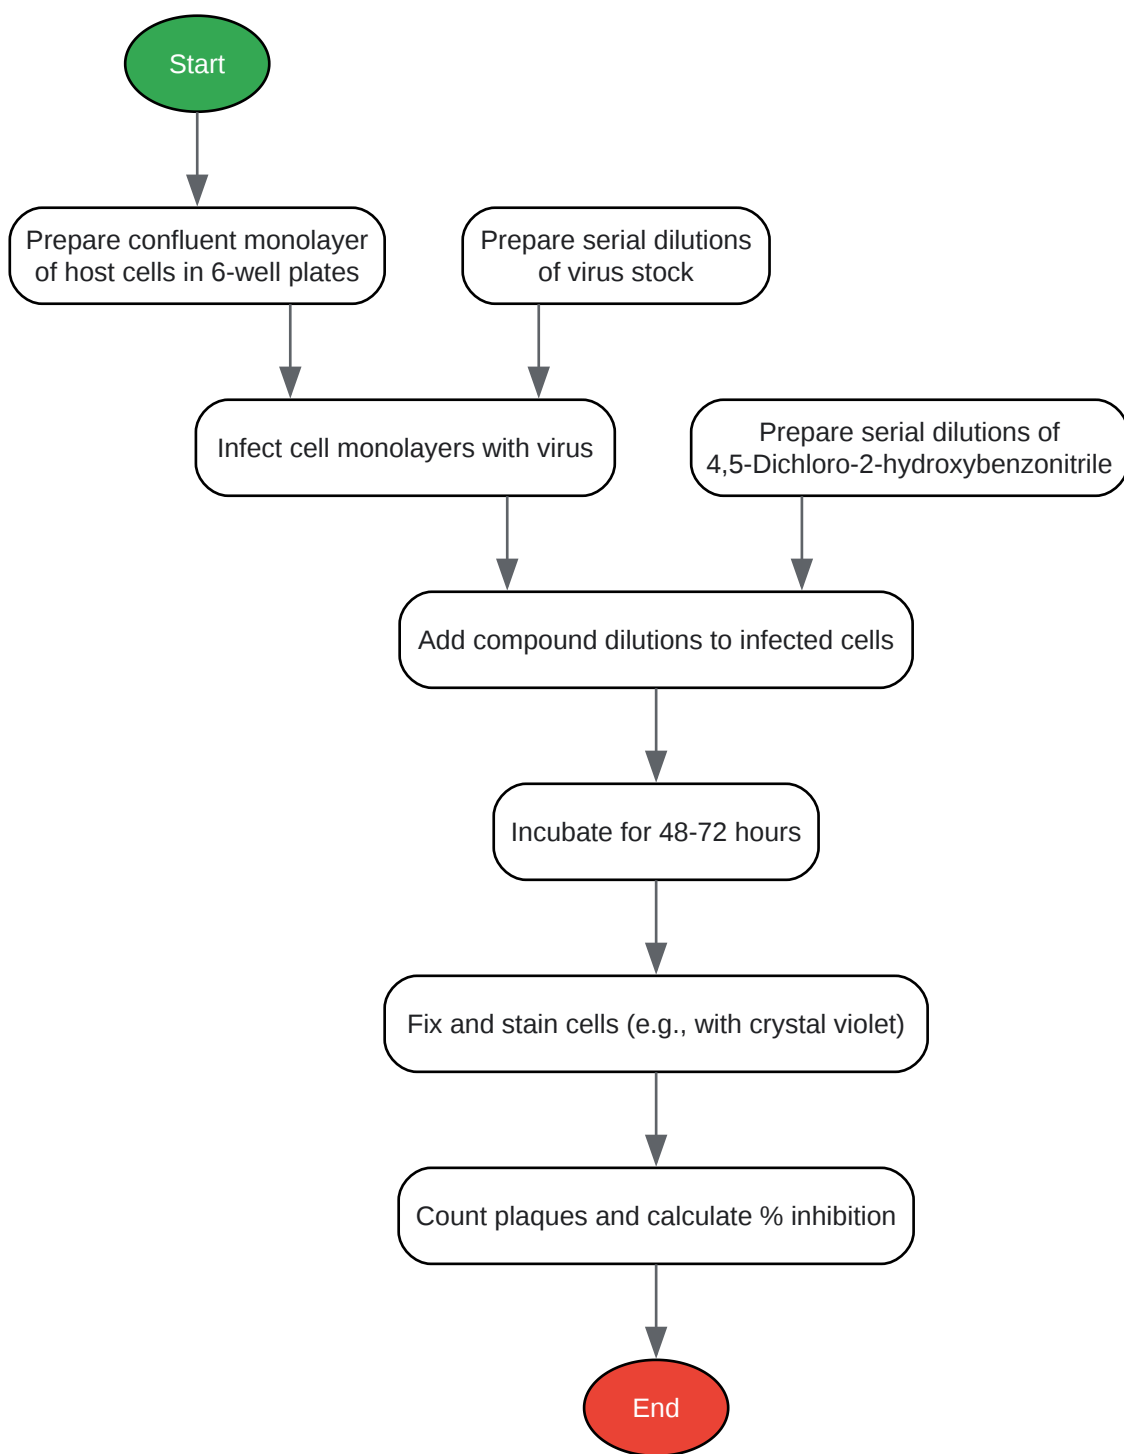 Start
Prepare confluent monolayer
of host cells in 6-well plates
Prepare serial dilutions
of virus stock
Infect cell monolayers with virus
Prepare serial dilutions of
4,5-Dichloro-2-hydroxybenzonitrile
Add compound dilutions to infected cells
Incubate for 48-72 hours
Fix and stain cells (e.g., with crystal violet)
Count plaques and calculate % inhibition
End